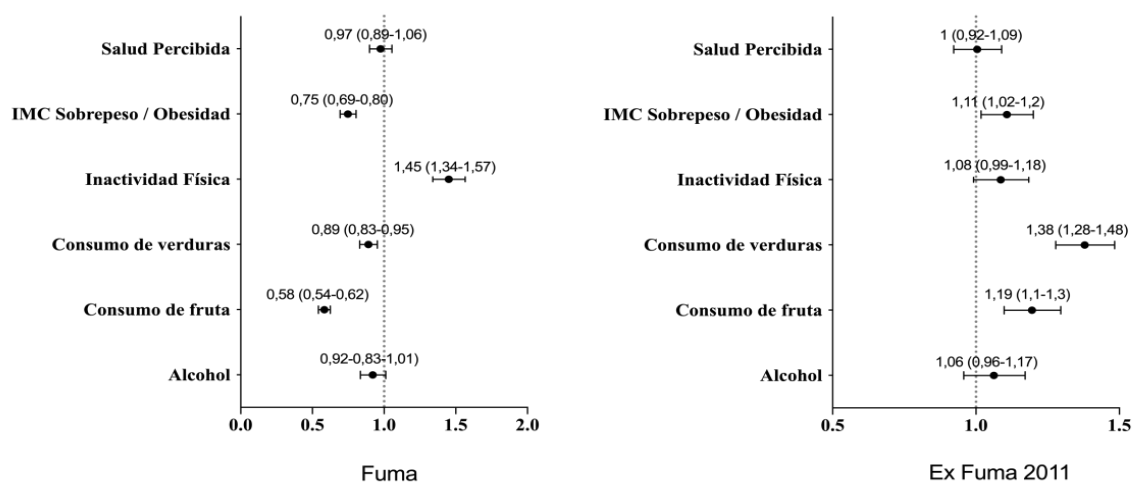 0,97 (0,89-1,06)
Salud Percibida
0,75 (0,69-0,80)
IMC Sobrepeso / Obesidad
1,45 (1,34-1,57)
Inactividad Física
0,89 (0,83-0,95)
Consumo de verduras
0,58 (0,54-0,62)
Consumo de fruta
0,92-0,83-1,01)
Alcohol
0.0 0.5 1.0 1.5 2.0
Fuma
1 (0,92-1,09)
Salud Percibida
1,11 (1,02-1,2)
IMC Sobrepeso / Obesidad
1,08 (0,99-1,18)
Inactividad Física
1,38 (1,28-1,48)
Consumo de verduras
1,19 (1,1-1,3)
Consumo de fruta
1,06 (0,96-1,17)
Alcohol
0.5 1.0 1.5
Ex Fuma 2011